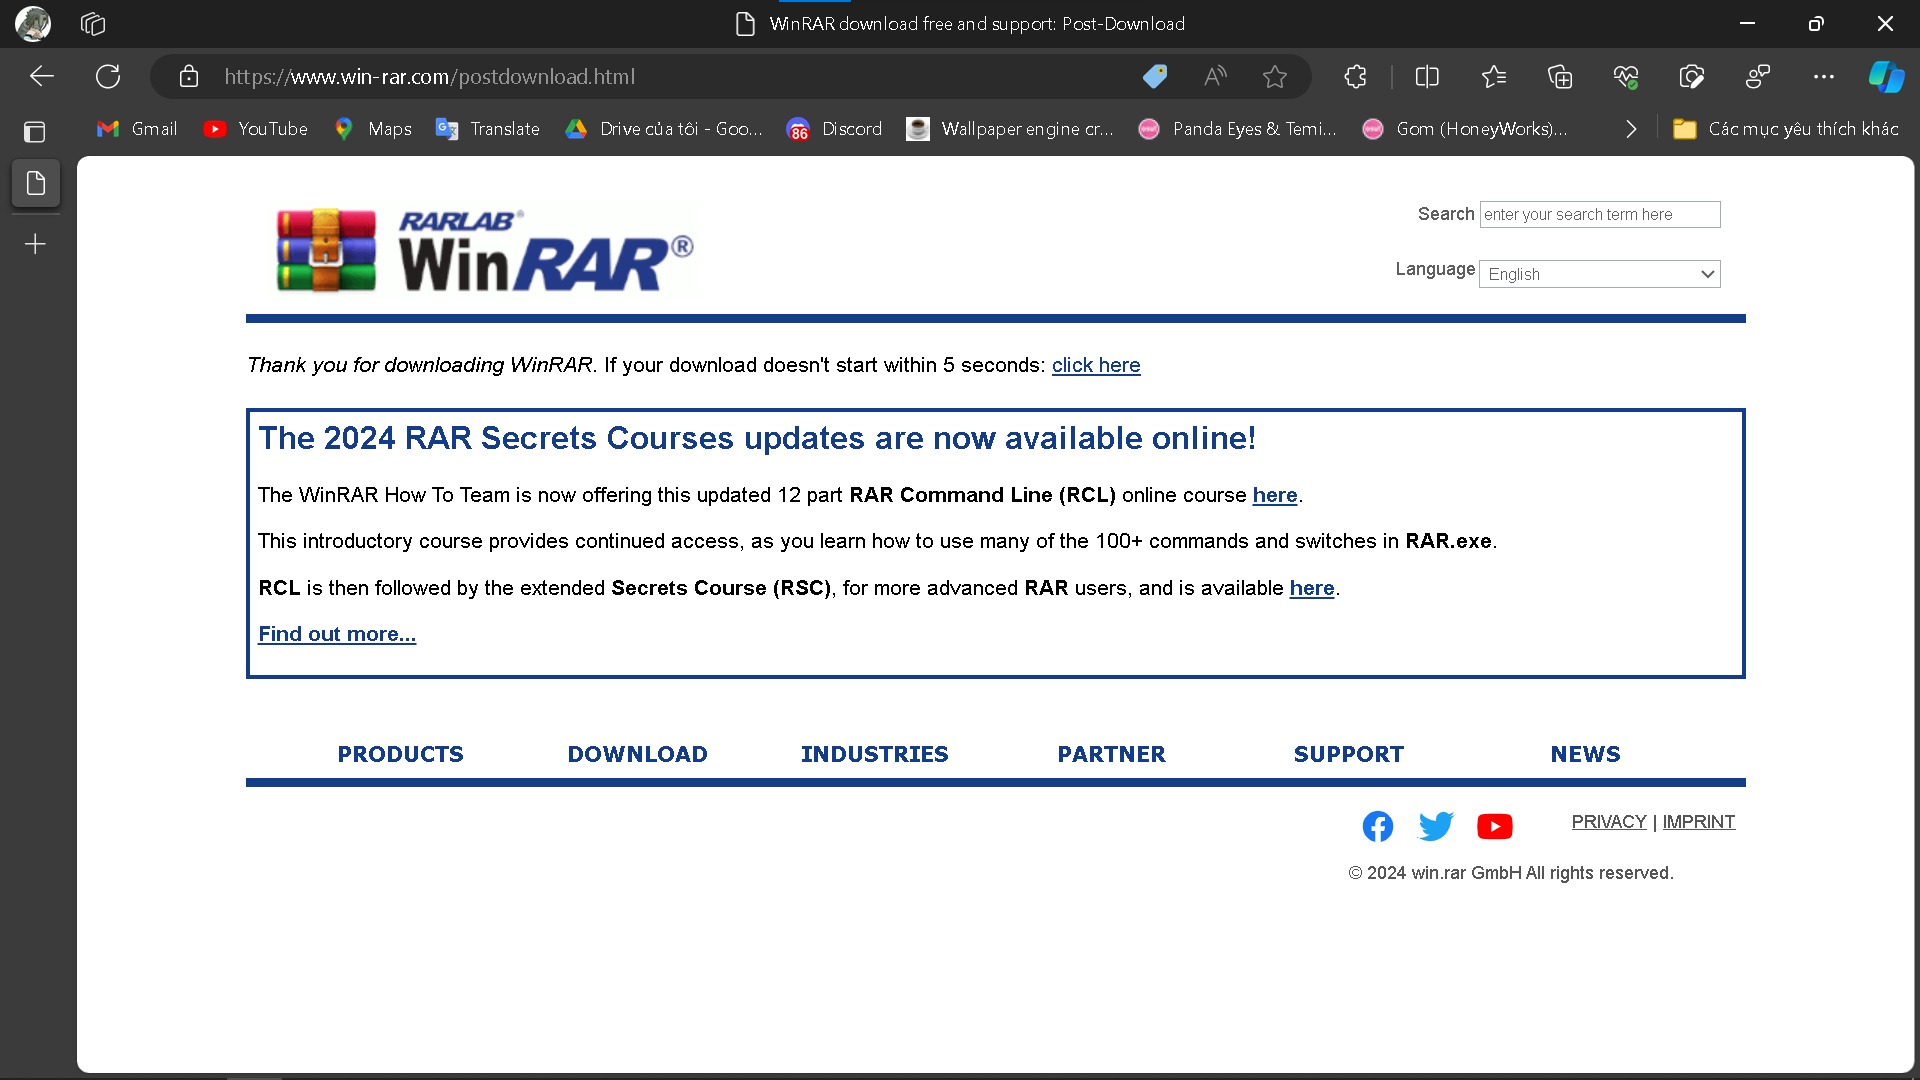 WinRAR download free and support: Post-Download
https://www.win-rar.com/postdownload.html
Gmail YouTube Maps Translate Drive của tôi - Goo... Discord Wallpaper engine cr... Panda Eyes & Temi... Gom (HoneyWorks)... Các mục yêu thích khác
RARLAB®
WinRAR®
Search enter your search term here
Language English
Thank you for downloading WinRAR. If your download doesn't start within 5 seconds: click here
The 2024 RAR Secrets Courses updates are now available online!
The WinRAR How To Team is now offering this updated 12 part RAR Command Line (RCL) online course here.
This introductory course provides continued access, as you learn how to use many of the 100+ commands and switches in RAR.exe.
RCL is then followed by the extended Secrets Course (RSC), for more advanced RAR users, and is available here.
Find out more...
PRODUCTS DOWNLOAD INDUSTRIES PARTNER SUPPORT NEWS
PRIVACY | IMPRINT
© 2024 win.rar GmbH All rights reserved.